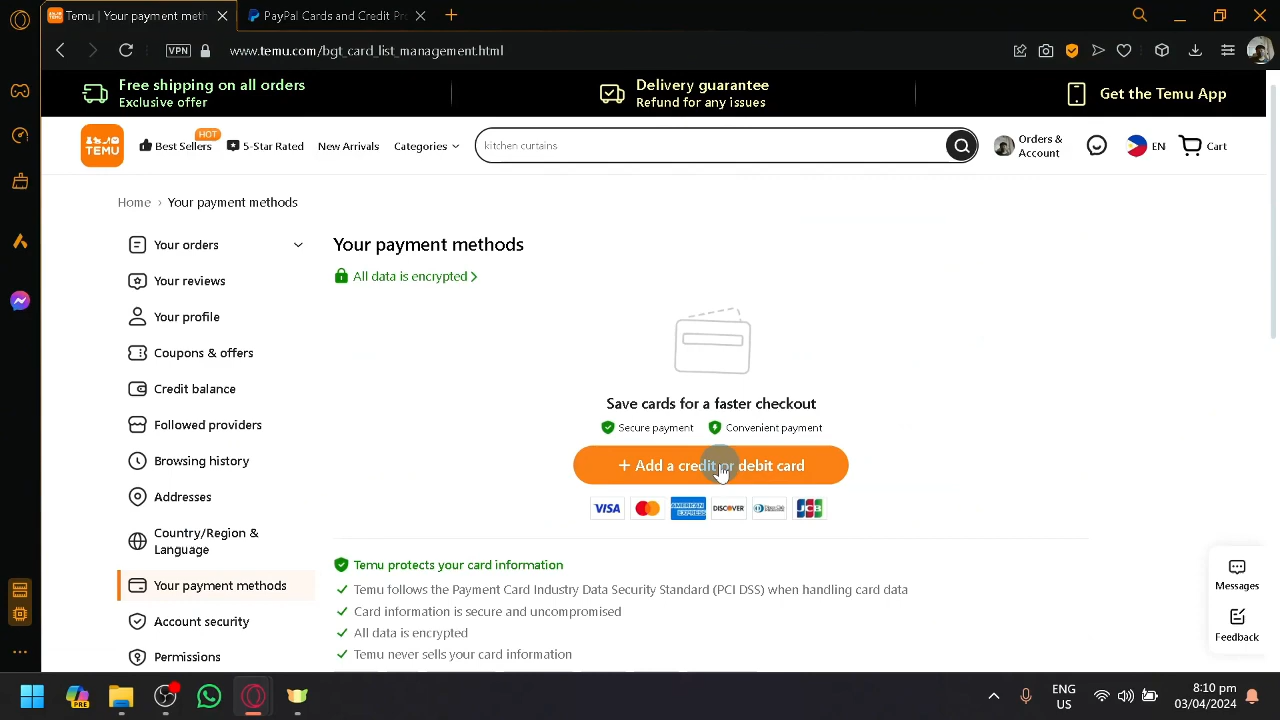 Temu | Your payment meth
PayPal Cards and Credit Pr
VPN
www.temu.com/bgt_card_list_management.html
Free shipping on all orders
Exclusive offer
Delivery guarantee
Refund for any issues
Get the Temu App
TEMU
Best Sellers
HOT
5-Star Rated
New Arrivals
Categories
kitchen curtains
Orders &
Account
EN
Cart
Home › Your payment methods
Your orders
Your reviews
Your profile
Coupons & offers
Credit balance
Followed providers
Browsing history
Addresses
Country/Region &
Language
Your payment methods
Account security
Permissions
Your payment methods
All data is encrypted
Save cards for a faster checkout
Secure payment
Convenient payment
+ Add a credit or debit card
VISA
AMERICAN EXPRESS
DISCOVER
JCB
Temu protects your card information
Temu follows the Payment Card Industry Data Security Standard (PCI DSS) when handling card data
Card information is secure and uncompromised
All data is encrypted
Temu never sells your card information
Messages
Feedback
PRE
ENG
US
8:10 pm
03/04/2024